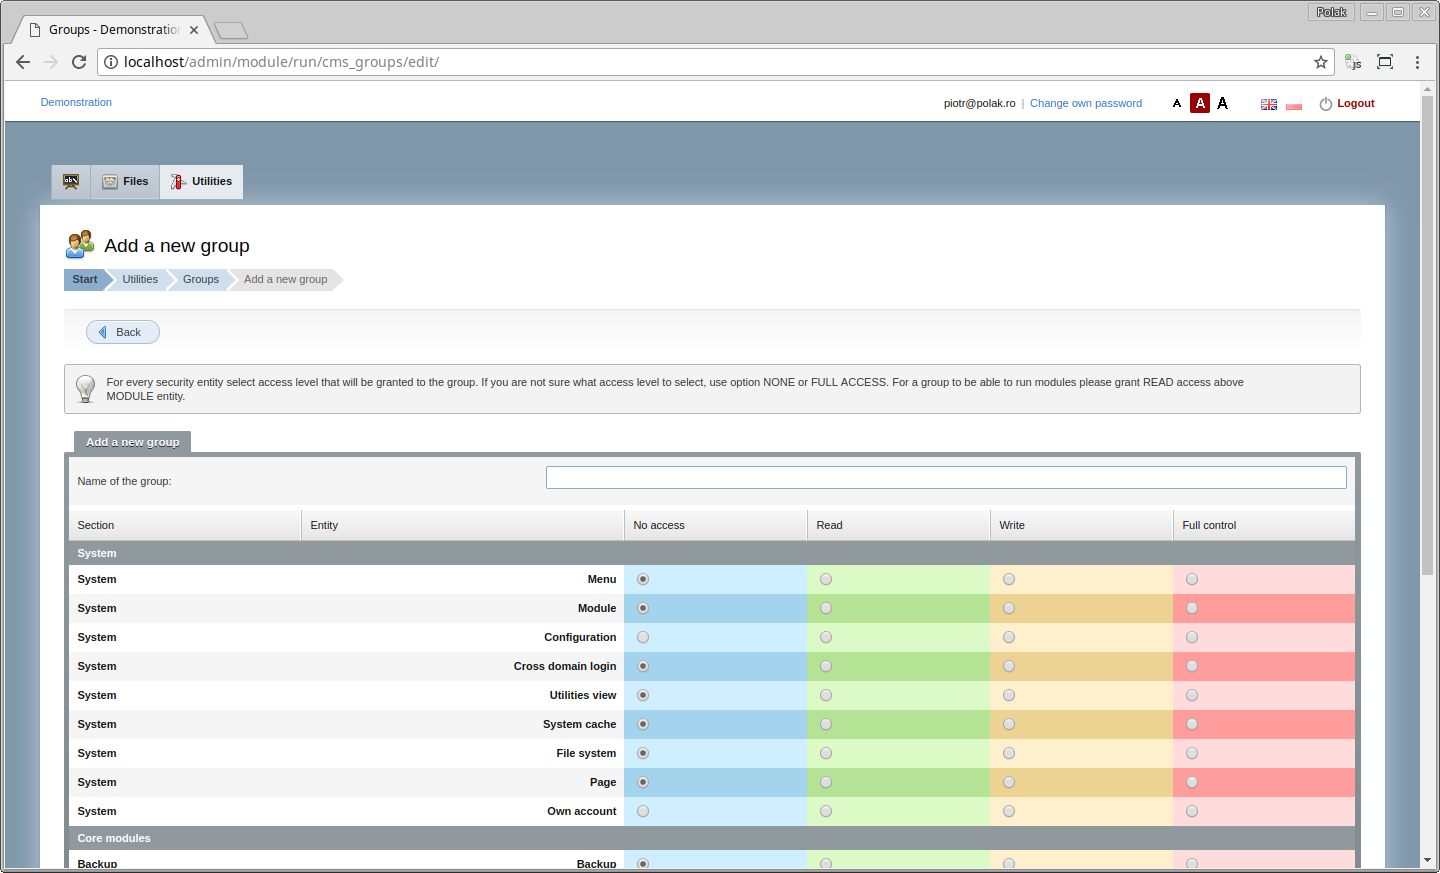 Polak
Groups - Demonstration
localhost/admin/module/run/cms_groups/edit/
JS
Demonstration
piotr@polak.ro | Change own password
A A A
Logout
Files
Utilities
Add a new group
Start Utilities Groups Add a new group
Back
For every security entity select access level that will be granted to the group. If you are not sure what access level to select, use option NONE or FULL ACCESS. For a group to be able to run modules please grant READ access above
MODULE entity.
Add a new group
Name of the group:
Section Entity No access Read Write Full control
System
System Menu
System Module
System Configuration
System Cross domain login
System Utilities view
System System cache
System File system
System Page
System Own account
Core modules
Backup Backup